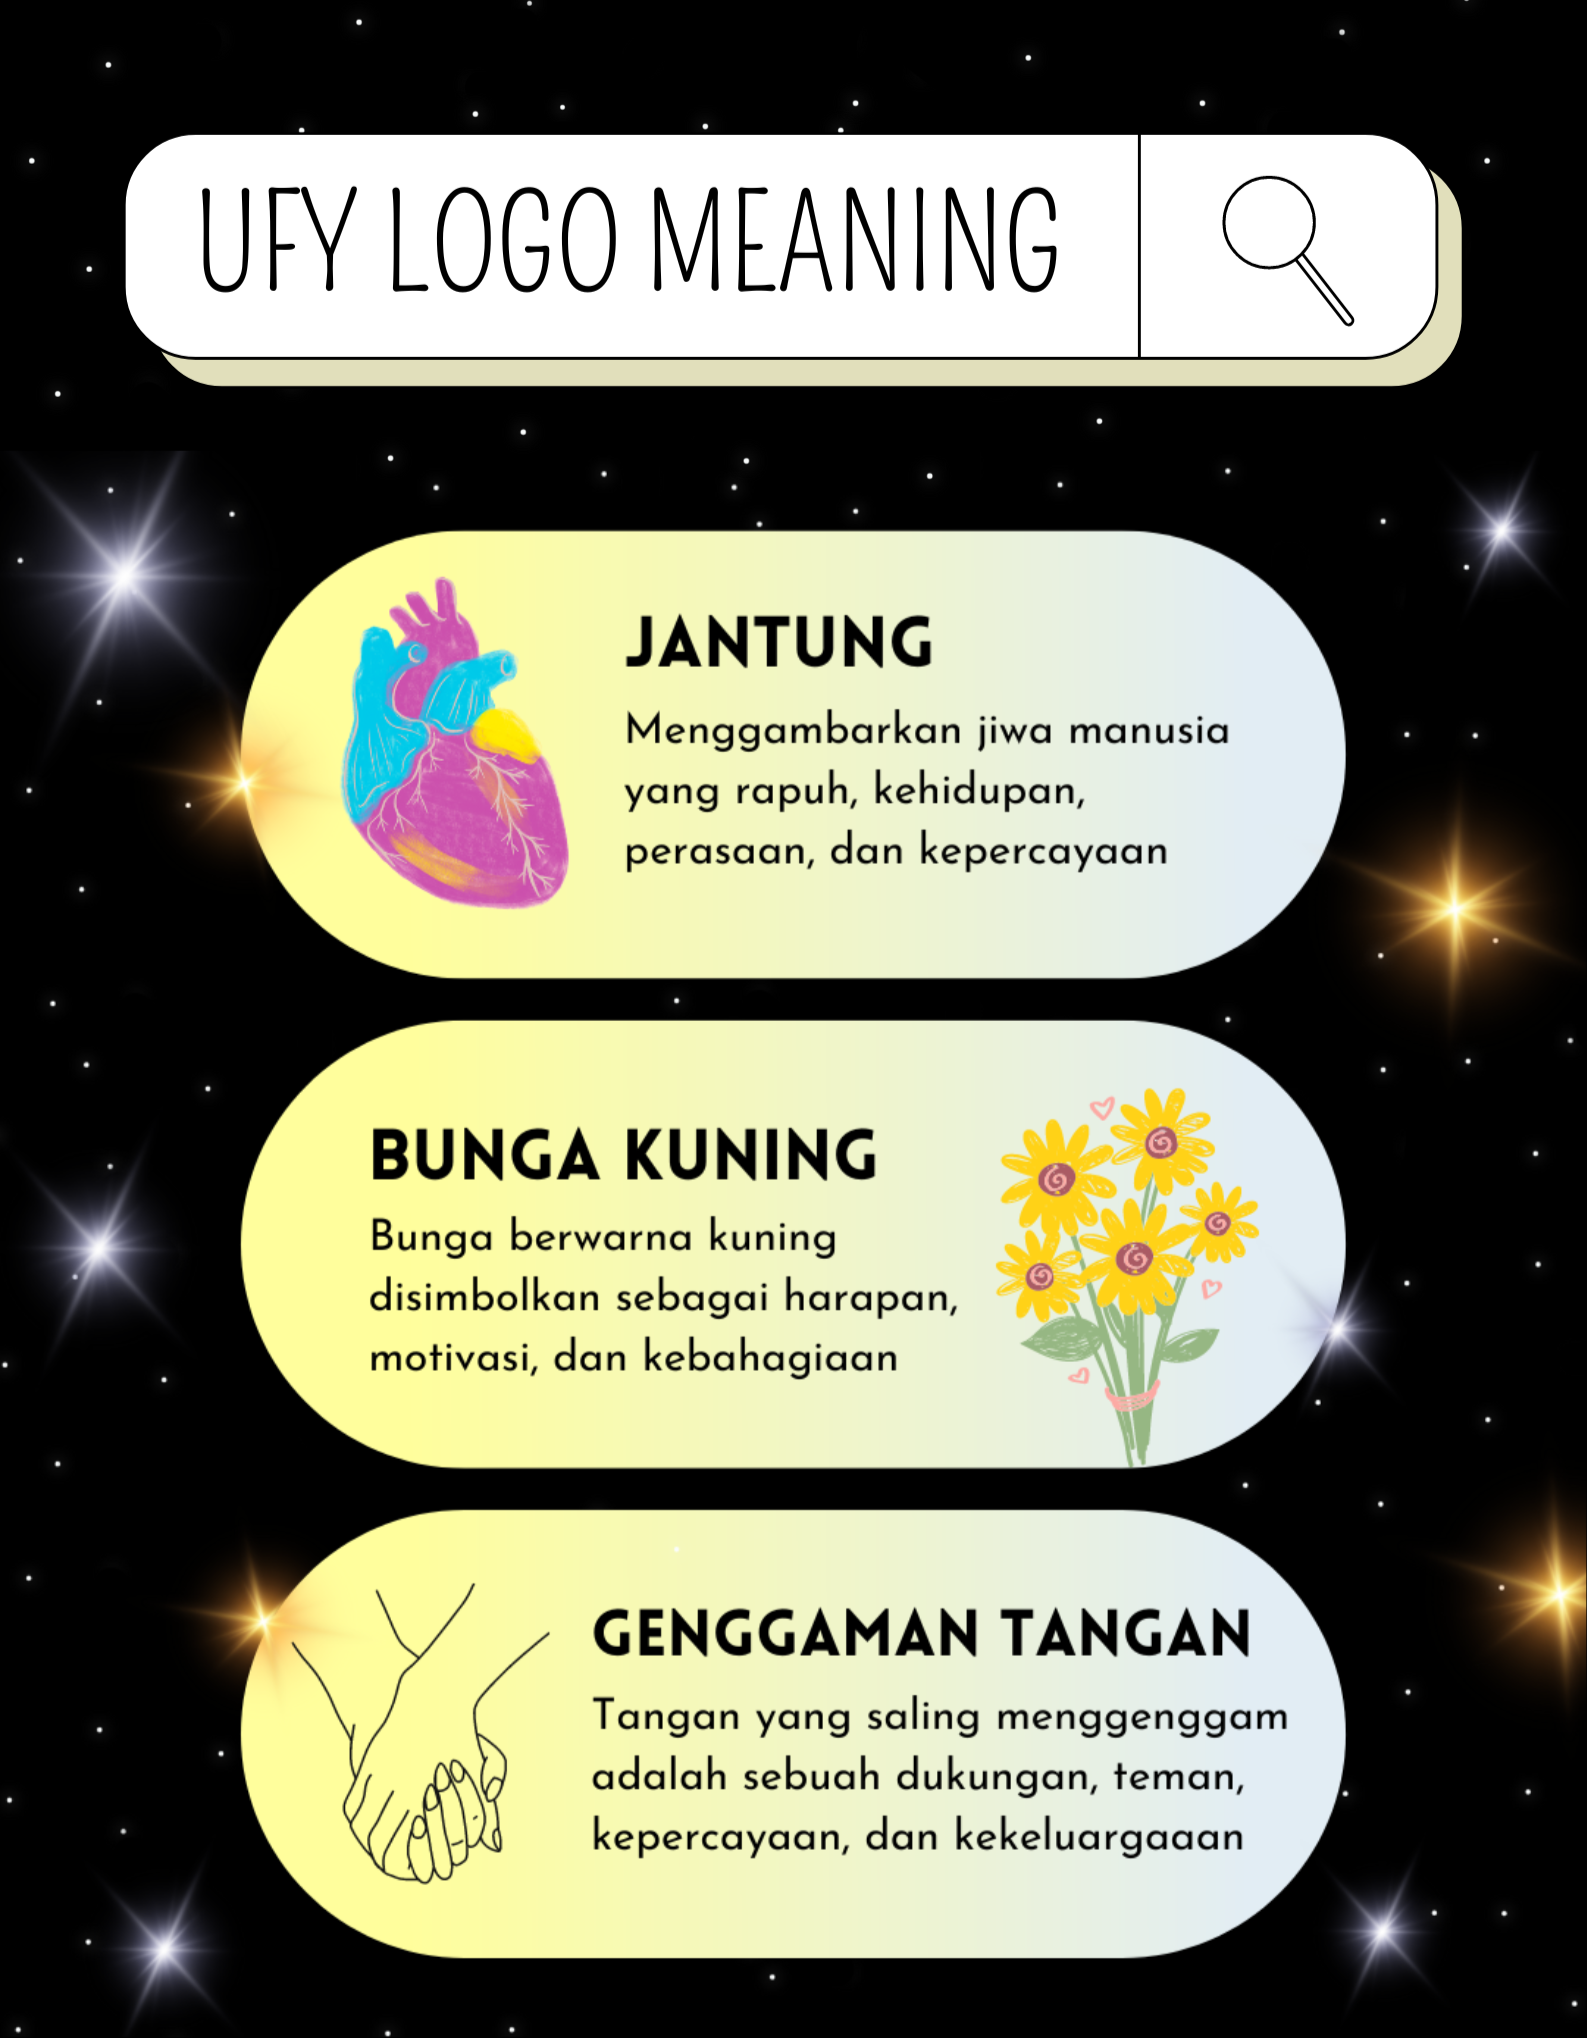 UFY LOGO MEANING
JANTUNG
Menggambarkan jiwa manusia
yang rapuh, kehidupan,
perasaan, dan kepercayaan
BUNGA KUNING
Bunga berwarna kuning
disimbolkan sebagai harapan,
motivasi, dan kebahagiaan
GENGGAMAN TANGAN
Tangan yang saling menggenggam
adalah sebuah dukungan, teman,
kepercayaan, dan kekeluargaaan